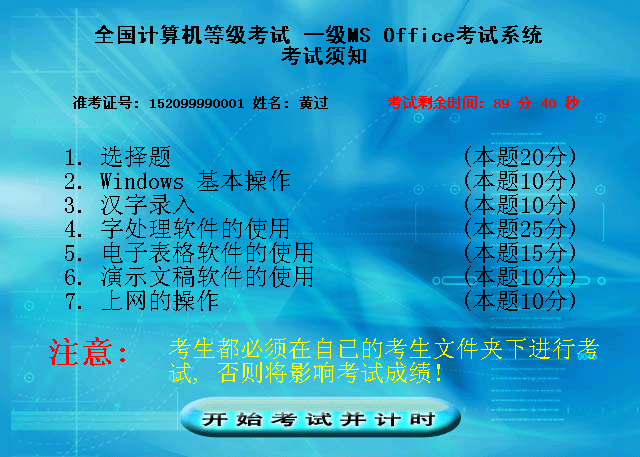 全国计算机等级考试 一级MS Office考试系统
考试须知
准考证号: 152099990001 姓名: 黄过
考试剩余时间: 89 分 40 秒
1. 选择题 (本题20分)
2. Windows 基本操作 (本题10分)
3. 汉字录入 (本题10分)
4. 字处理软件的使用 (本题25分)
5. 电子表格软件的使用 (本题15分)
6. 演示文稿软件的使用 (本题10分)
7. 上网的操作 (本题10分)
注意:
考生都必须在自已的考生文件夹下进行考
试, 否则将影响考试成绩!
开始考试并计时